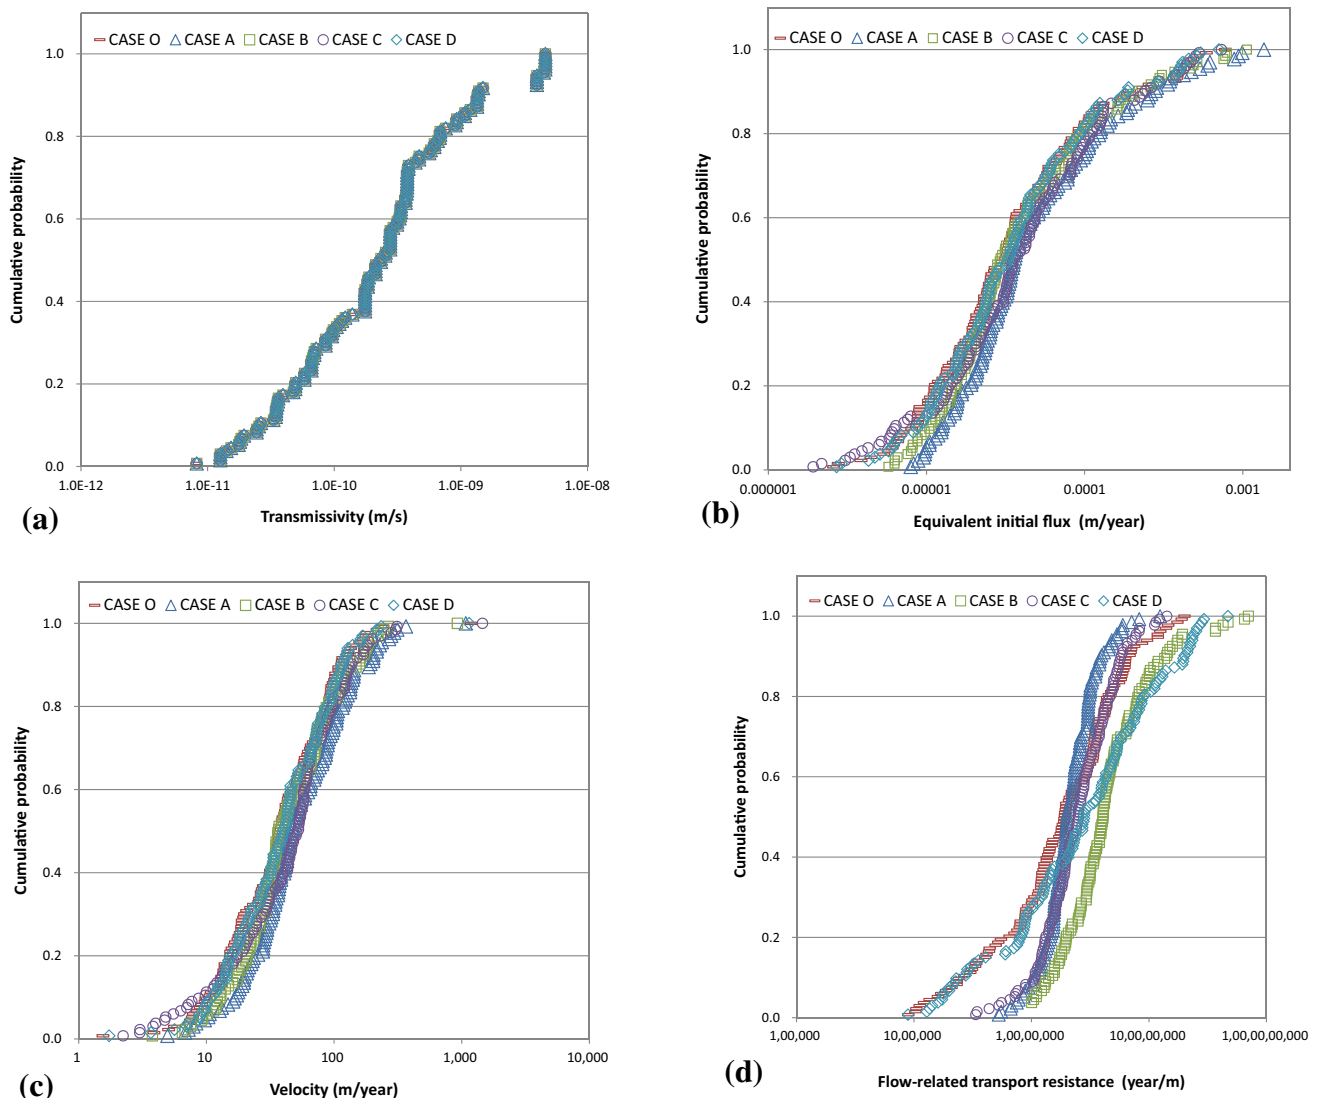 CASE O CASE A CASE B CASE C CASE D
1.0
0.8
0.6
0.4
0.2
0.0
Cumulative probability
1.0E-12 1.0E-11 1.0E-10 1.0E-09 1.0E-08
Transmissivity (m/s)
(a)
CASE O CASE A CASE B CASE C CASE D
1.0
0.8
0.6
0.4
0.2
0.0
Cumulative probability
0.000001 0.00001 0.0001 0.001
Equivalent initial flux (m/year)
(b)
CASE O CASE A CASE B CASE C CASE D
1.0
0.8
0.6
0.4
0.2
0.0
Cumulative probability
1 10 100 1,000 10,000
Velocity (m/year)
(c)
CASE O CASE A CASE B CASE C CASE D
1.0
0.8
0.6
0.4
0.2
0.0
Cumulative probability
1,00,000 10,00,000 1,00,00,000 10,00,00,000 1,00,00,00,000
Flow-related transport resistance (year/m)
(d)